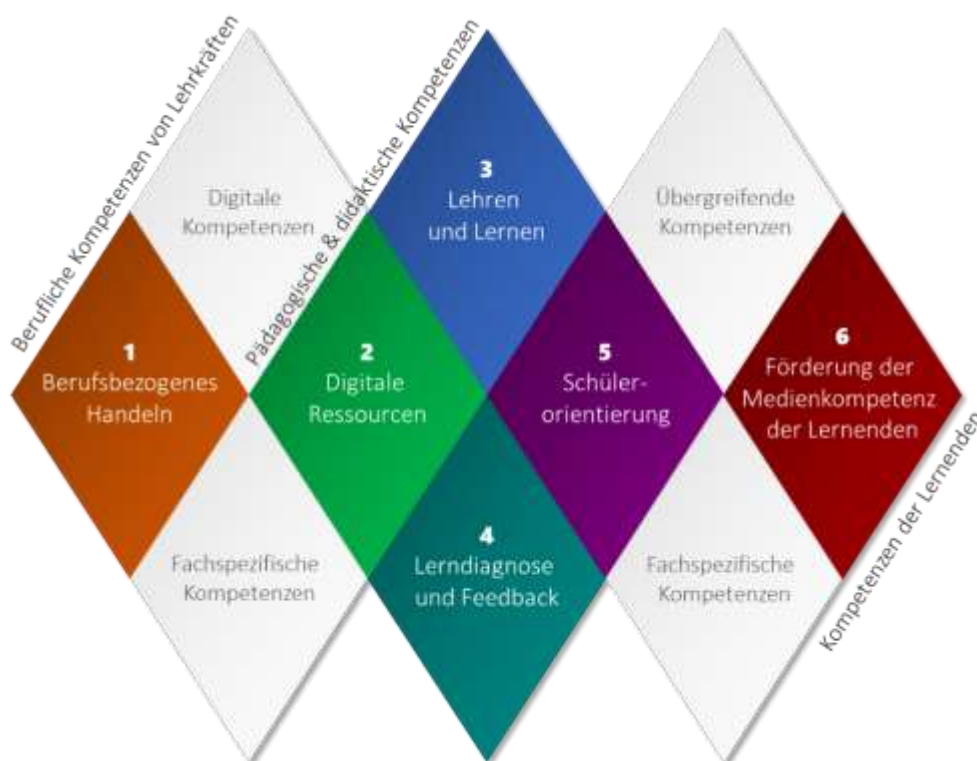 Berufliche Kompetenzen von Lehrkräften
Pädagogische & didaktische Kompetenzen
Digitale
Kompetenzen
3
Lehren
und Lernen
Übergreifende
Kompetenzen
1
Berufsbezogenes
Handeln
2
Digitale
Ressourcen
5
Schüler-
orientierung
6
Förderung der
Medienkompetenz
der Lernenden
Fachspezifische
Kompetenzen
4
Lerndiagnose
und Feedback
Fachspezifische
Kompetenzen
Kompetenzen der Lernenden